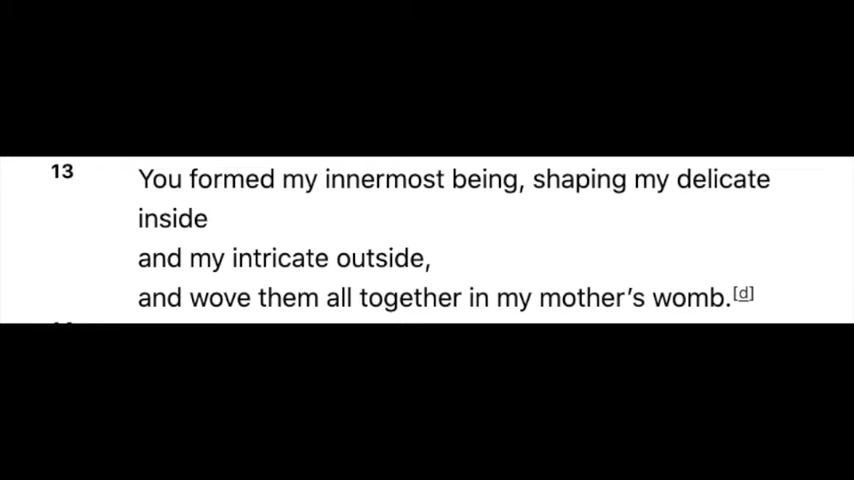 13 You formed my innermost being, shaping my delicate
inside
and my intricate outside,
and wove them all together in my mother’s womb.[d]